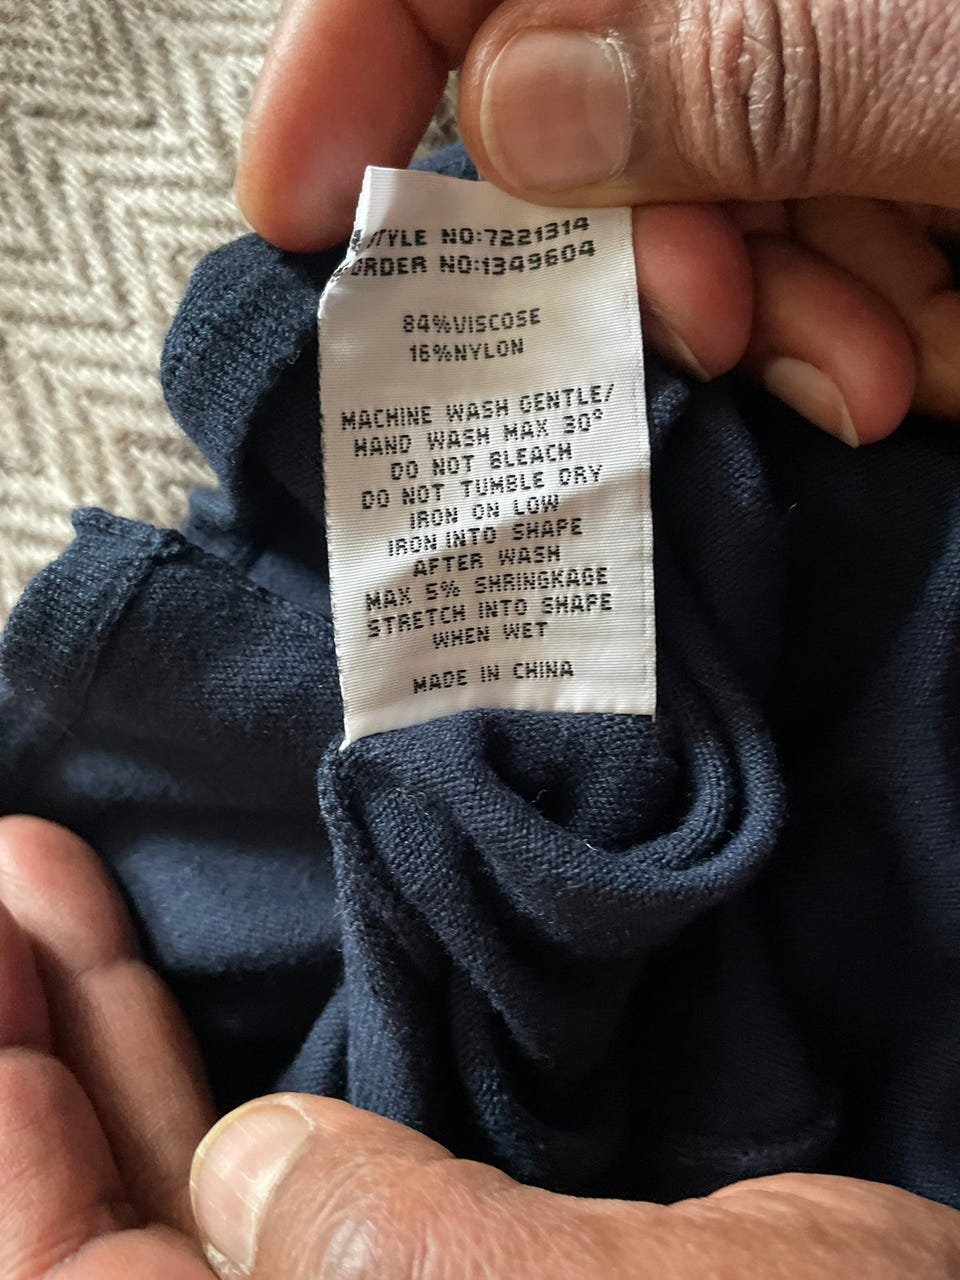 STYLE NO:7221314
ORDER NO:1349604
84%VISCOSE
16%NYLON
MACHINE WASH GENTLE/
HAND WASH MAX 30°
DO NOT BLEACH
DO NOT TUMBLE DRY
IRON ON LOW
IRON INTO SHAPE
AFTER WASH
MAX 5% SHRINGKAGE
STRETCH INTO SHAPE
WHEN WET
MADE IN CHINA